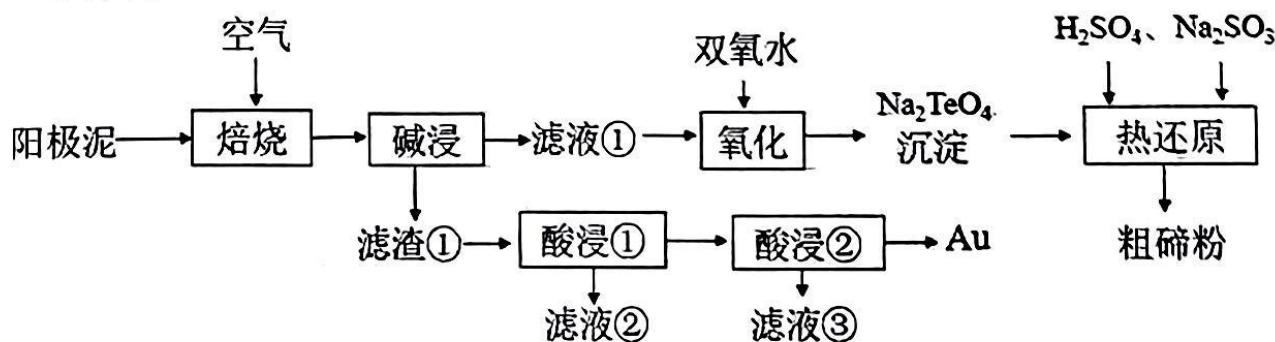 空气
双氧水
H₂SO₄、Na₂SO₃
阳极泥
焙烧
碱浸
滤液①
氧化
Na₂TeO₄
沉淀
热还原
滤渣①
酸浸①
酸浸②
Au
粗碲粉
滤液②
滤液③